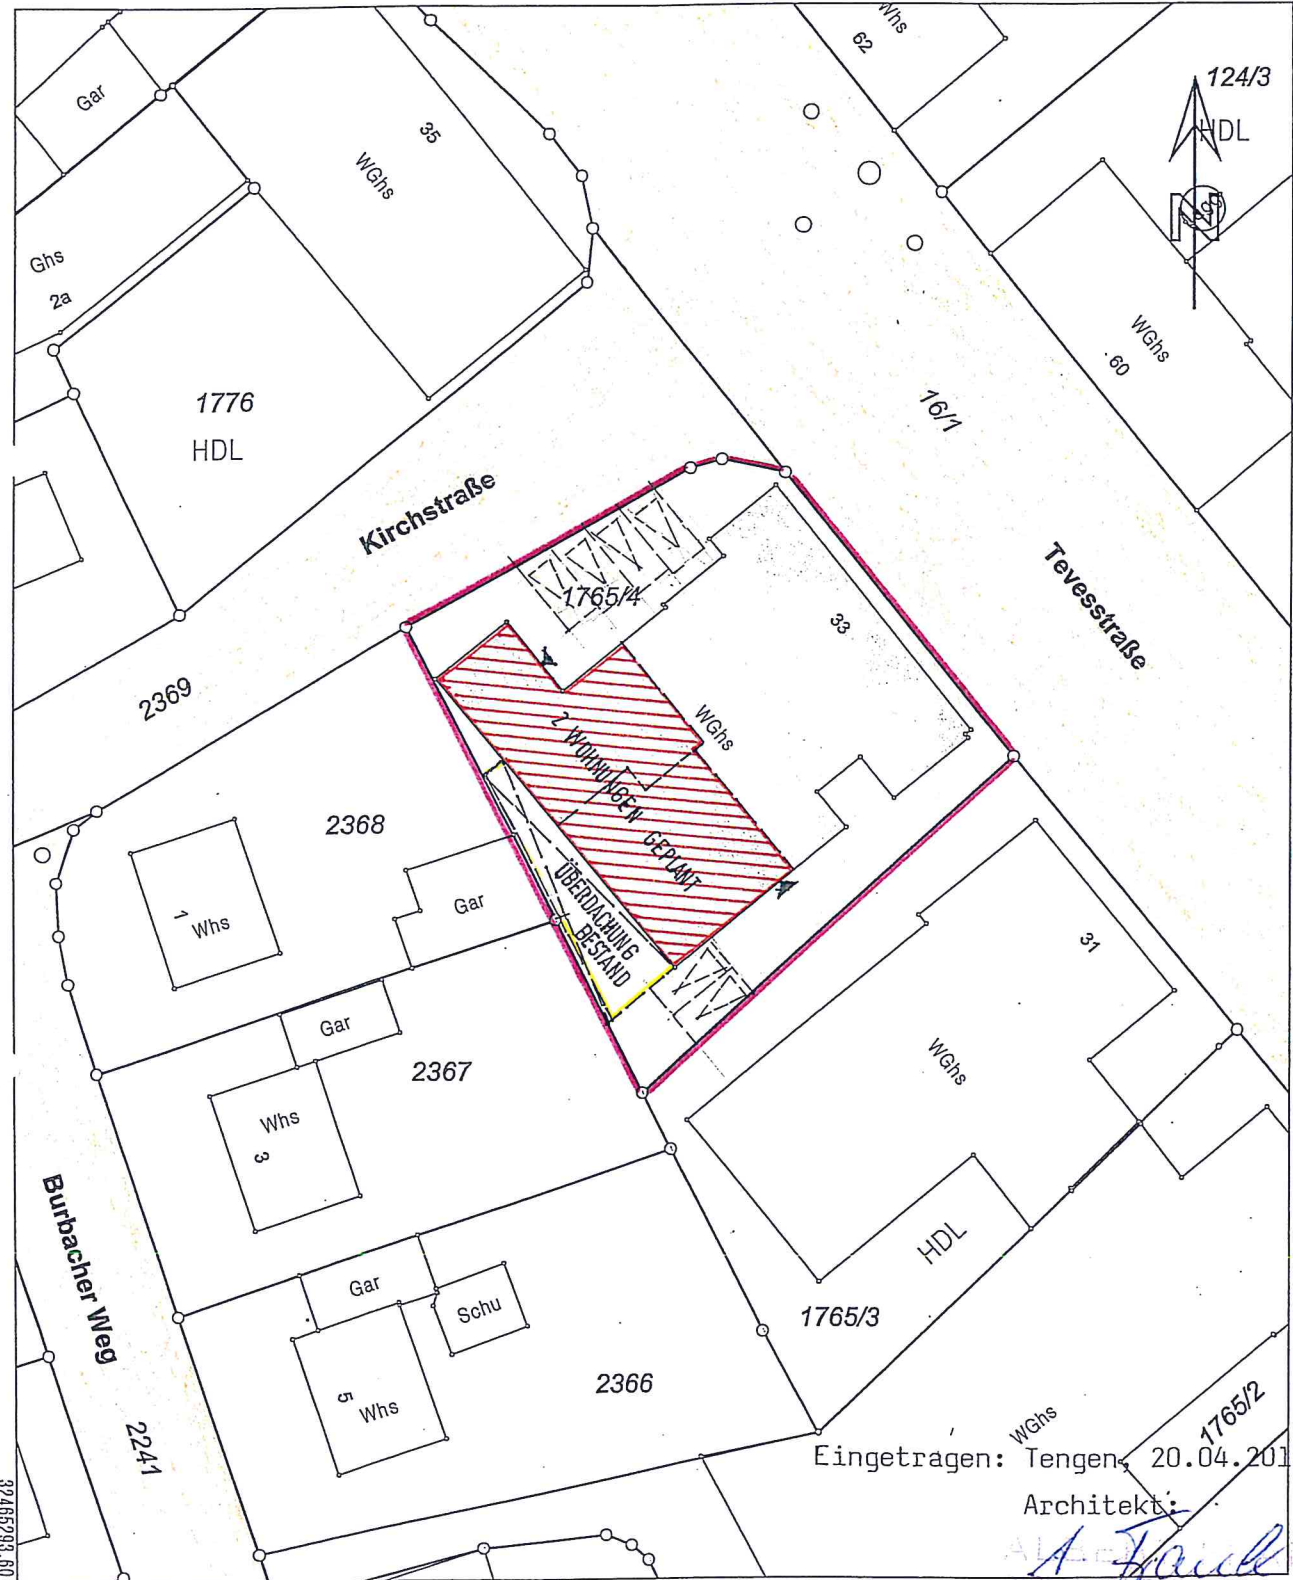 Whs
62
124/3
HDL
N
Gar
35
WGhs
Ghs
2a
WGhs
60
1776
HDL
16/1
Kirchstraße
Tevesstraße
1765/4
33
2369
WGhs
2 WOHNUNGEN GEPLANT
2368
ÜBERDACHUNG
BESTAND
Gar
1
Whs
31
Gar
2367
WGhs
Whs
3
Burbacher Weg
HDL
Gar
Schu
1765/3
2366
5
Whs
1765/2
WGhs
2241
Eingetragen: Tengen, 20.04.201
Architekt:
32465293.60